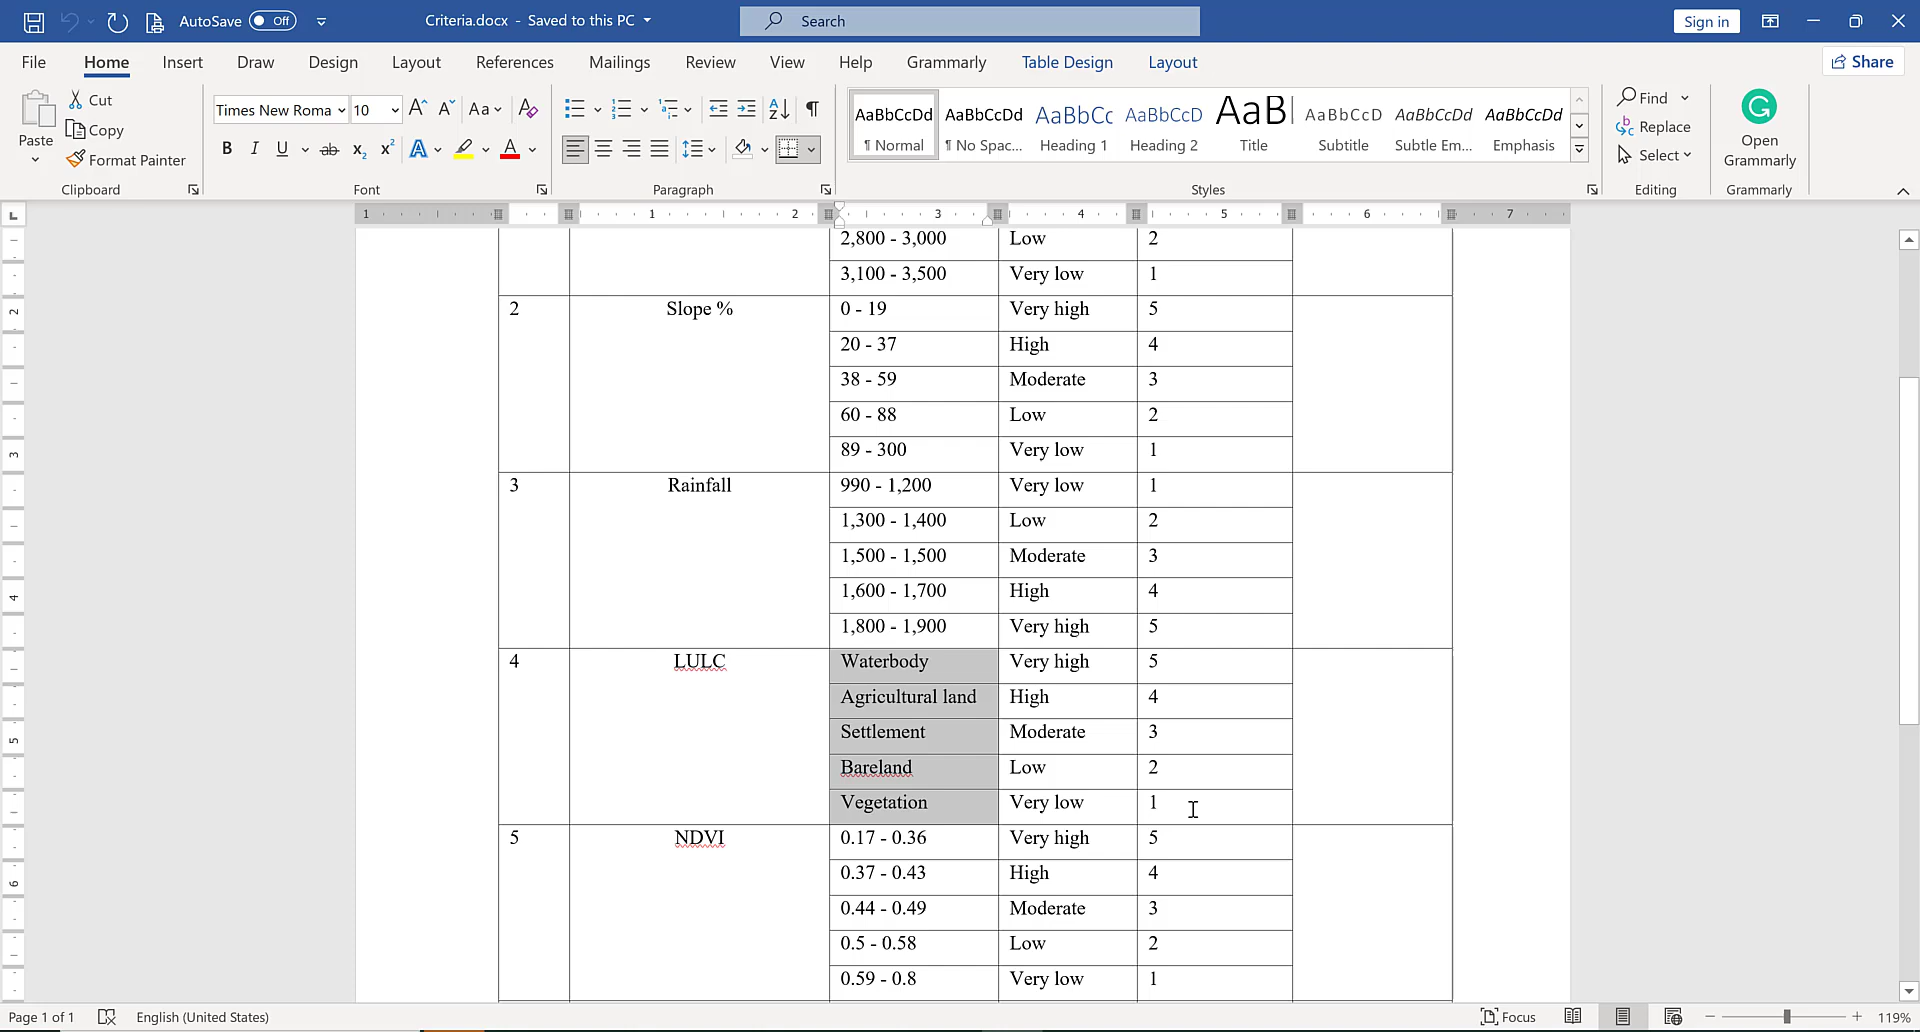 AutoSave Off Criteria.docx - Saved to this PC Search Sign in
File Home Insert Draw Design Layout References Mailings Review View Help Grammarly Table Design Layout Share
Paste
Cut
Copy
Format Painter
Clipboard
Times New Roma 10
Font
Paragraph
AaBbCcDd ¶ Normal
AaBbCcDd ¶ No Spac...
AaBbCc Heading 1
AaBbCcD Heading 2
AaB Title
AaBbCcD Subtitle
AaBbCcDd Subtle Em...
AaBbCcDd Emphasis
Styles
Find
Replace
Select
Editing
Open Grammarly
Grammarly
1 1 2 3 4 5 6 7
2,800 - 3,000 Low 2
3,100 - 3,500 Very low 1
2 Slope % 0 - 19 Very high 5
20 - 37 High 4
38 - 59 Moderate 3
60 - 88 Low 2
89 - 300 Very low 1
3 Rainfall 990 - 1,200 Very low 1
1,300 - 1,400 Low 2
1,500 - 1,500 Moderate 3
1,600 - 1,700 High 4
1,800 - 1,900 Very high 5
4 LULC Waterbody Very high 5
Agricultural land High 4
Settlement Moderate 3
Bareland Low 2
Vegetation Very low 1
5 NDVI 0.17 - 0.36 Very high 5
0.37 - 0.43 High 4
0.44 - 0.49 Moderate 3
0.5 - 0.58 Low 2
0.59 - 0.8 Very low 1
Page 1 of 1 English (United States) Focus 119%